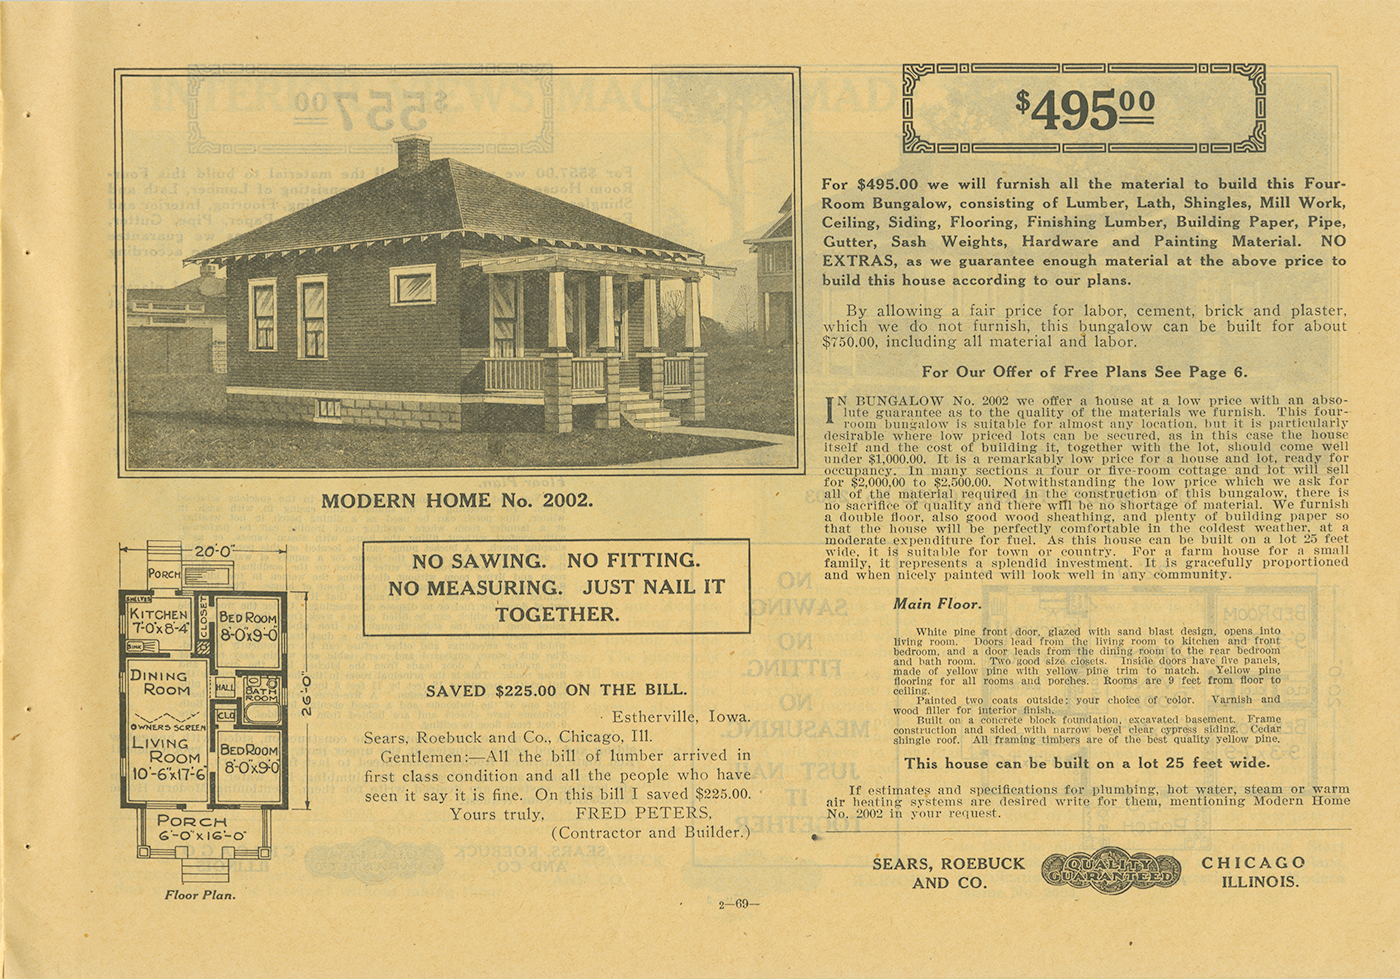 MODERN HOME No. 2002.
20'-0"
PORCH
SHELVES
KITCHEN
7'-0"x8'-4"
SINK
CLOSET
BED ROOM
8'-0"x9'-0"
DINING
ROOM
HALL
BATH
ROOM
26'-0"
CLO
OWNERS SCREEN
LIVING
ROOM
10'-6"x17'-6"
BED ROOM
8'-0"x9'-0"
PORCH
6'-0"x16'-0"
Floor Plan.
NO SAWING. NO FITTING.
NO MEASURING. JUST NAIL IT
TOGETHER.
SAVED $225.00 ON THE BILL.
Estherville, Iowa.
Sears, Roebuck and Co., Chicago, Ill.
Gentlemen:—All the bill of lumber arrived in
first class condition and all the people who have
seen it say it is fine. On this bill I saved $225.00.
Yours truly, FRED PETERS,
(Contractor and Builder.)
$495.00
For $495.00 we will furnish all the material to build this Four-
Room Bungalow, consisting of Lumber, Lath, Shingles, Mill Work,
Ceiling, Siding, Flooring, Finishing Lumber, Building Paper, Pipe,
Gutter, Sash Weights, Hardware and Painting Material. NO
EXTRAS, as we guarantee enough material at the above price to
build this house according to our plans.
By allowing a fair price for labor, cement, brick and plaster,
which we do not furnish, this bungalow can be built for about
$750.00, including all material and labor.
For Our Offer of Free Plans See Page 6.
IN BUNGALOW No. 2002 we offer a house at a low price with an abso-
lute guarantee as to the quality of the materials we furnish. This four-
room bungalow is suitable for almost any location, but it is particularly
desirable where low priced lots can be secured, as in this case the house
itself and the cost of building it, together with the lot, should come well
under $1,000.00. It is a remarkably low price for a house and lot, ready for
occupancy. In many sections a four or five-room cottage and lot will sell
for $2,000.00 to $2,500.00. Notwithstanding the low price which we ask for
all of the material required in the construction of this bungalow, there is
no sacrifice of quality and there will be no shortage of material. We furnish
a double floor, also good wood sheathing, and plenty of building paper so
that the house will be perfectly comfortable in the coldest weather, at a
moderate expenditure for fuel. As this house can be built on a lot 25 feet
wide, it is suitable for town or country. For a farm house for a small
family, it represents a splendid investment. It is gracefully proportioned
and when nicely painted will look well in any community.
Main Floor.
White pine front door, glazed with sand blast design, opens into
living room. Doors lead from the living room to kitchen and front
bedroom, and a door leads from the dining room to the rear bedroom
and bath room. Two good size closets. Inside doors have five panels,
made of yellow pine with yellow pine trim to match. Yellow pine
flooring for all rooms and porches. Rooms are 9 feet from floor to
ceiling.
Painted two coats outside; your choice of color. Varnish and
wood filler for interior finish.
Built on a concrete block foundation, excavated basement. Frame
construction and sided with narrow bevel clear cypress siding. Cedar
shingle roof. All framing timbers are of the best quality yellow pine.
This house can be built on a lot 25 feet wide.
If estimates and specifications for plumbing, hot water, steam or warm
air heating systems are desired write for them, mentioning Modern Home
No. 2002 in your request.
SEARS, ROEBUCK
AND CO.
QUALITY
GUARANTEED
CHICAGO
ILLINOIS.
2—69—